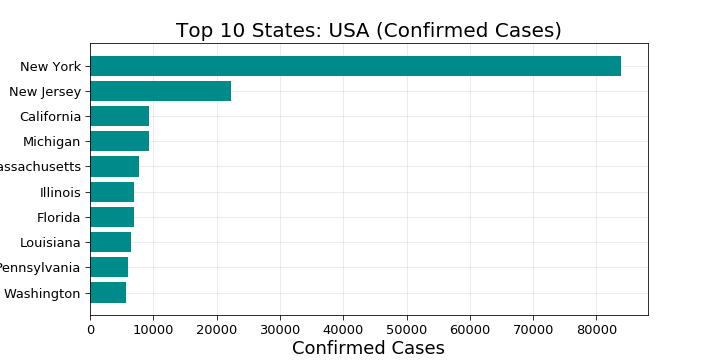 Top 10 States: USA (Confirmed Cases)
New York
New Jersey
California
Michigan
assachusetts
Illinois
Florida
Louisiana
Pennsylvania
Washington
0 10000 20000 30000 40000 50000 60000 70000 80000
Confirmed Cases